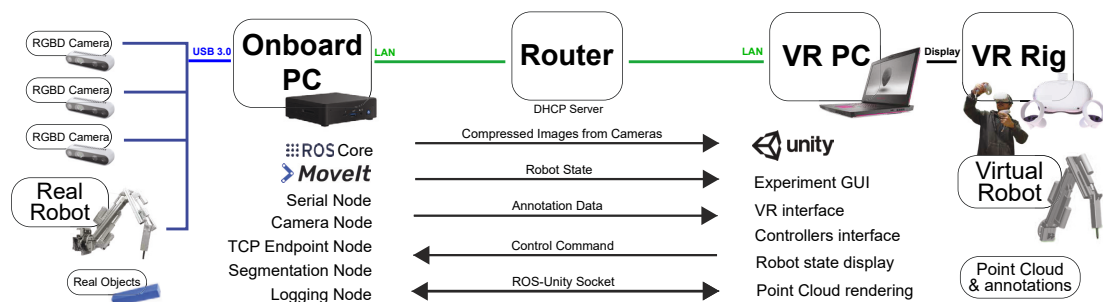 RGBD Camera
RGBD Camera
RGBD Camera
Real
Robot
Real Objects
USB 3.0
Onboard
PC
LAN
Router
DHCP Server
LAN
VR PC
Display
VR Rig
ROS Core
MoveIt
Serial Node
Camera Node
TCP Endpoint Node
Segmentation Node
Logging Node
Compressed Images from Cameras
Robot State
Annotation Data
Control Command
ROS-Unity Socket
unity
Experiment GUI
VR interface
Controllers interface
Robot state display
Point Cloud rendering
Virtual
Robot
Point Cloud
& annotations